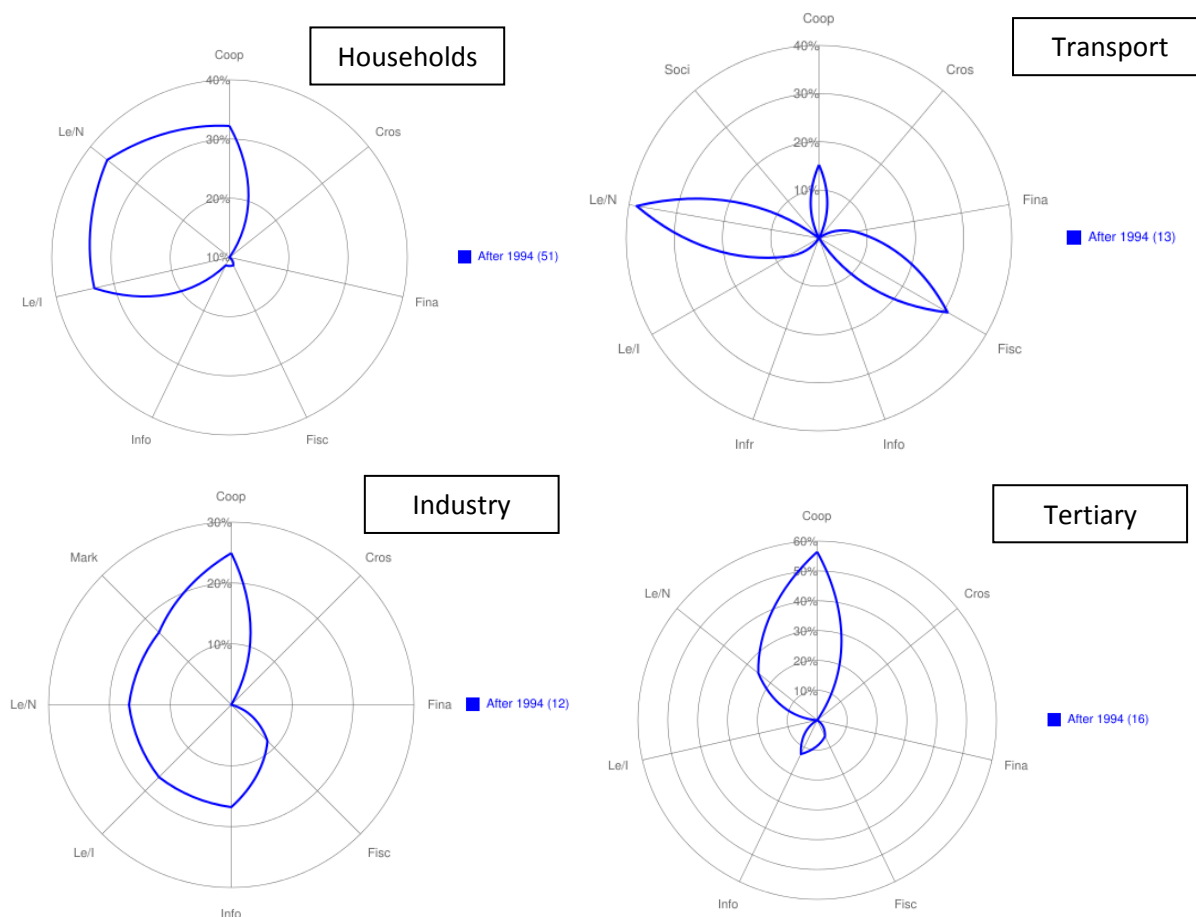 Households
Coop
40%
30%
20%
10%
Cros
Fina
Fisc
Info
Le/I
Le/N
After 1994 (51)
Transport
Coop
40%
30%
20%
10%
Cros
Fina
Fisc
Info
Infr
Le/I
Le/N
Soci
After 1994 (13)
Industry
Coop
30%
20%
10%
Cros
Fina
Fisc
Info
Le/I
Le/N
Mark
After 1994 (12)
Tertiary
Coop
60%
50%
40%
30%
20%
10%
Cros
Fina
Fisc
Info
Le/I
Le/N
After 1994 (16)